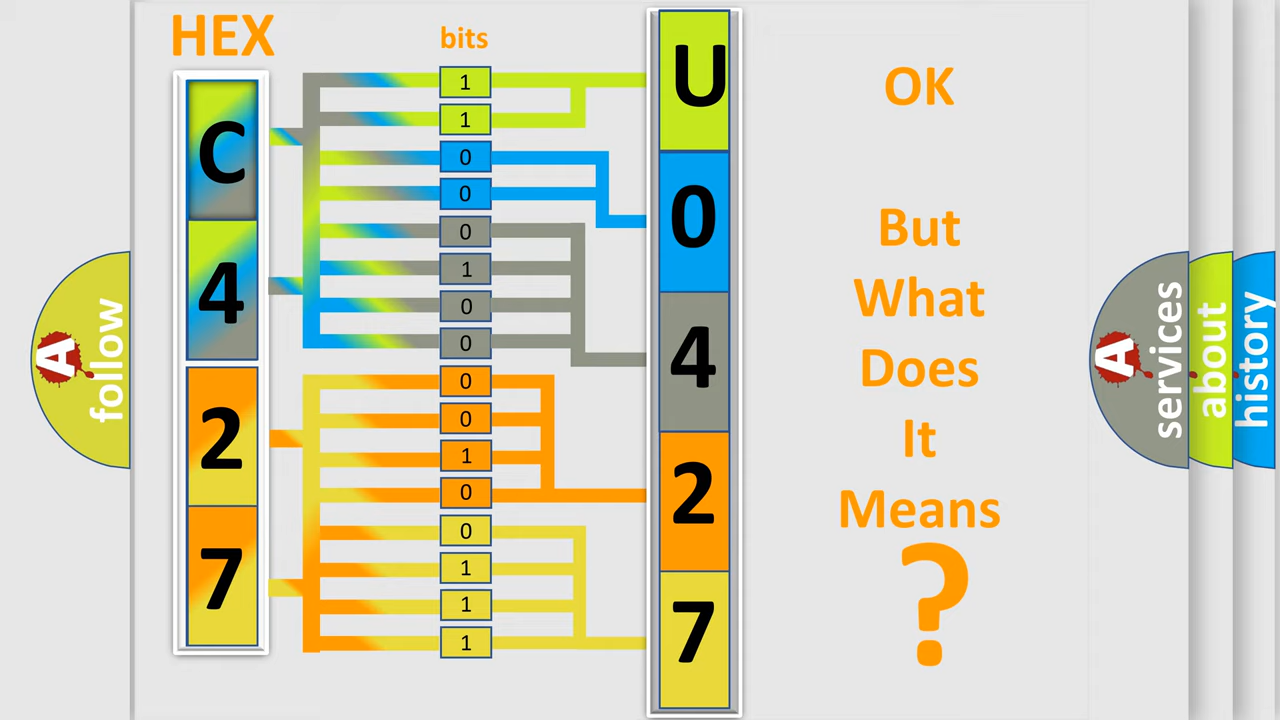 HEX
bits
C
4
2
7
1
1
0
0
0
1
0
0
0
0
1
0
0
1
1
1
U
0
4
2
7
OK
But
What
Does
It
Means
?
A
follow
A
services
about
history